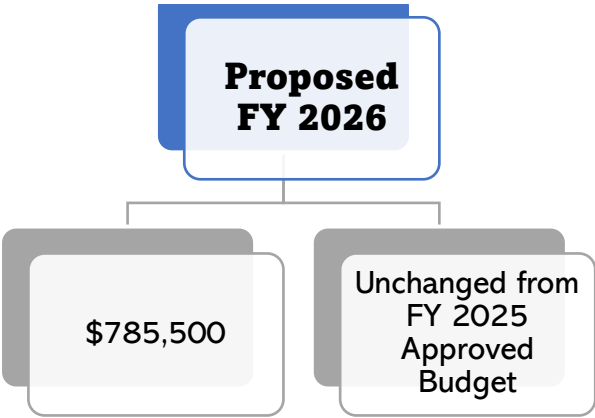 Proposed
FY 2026
$785,500
Unchanged from
FY 2025
Approved
Budget